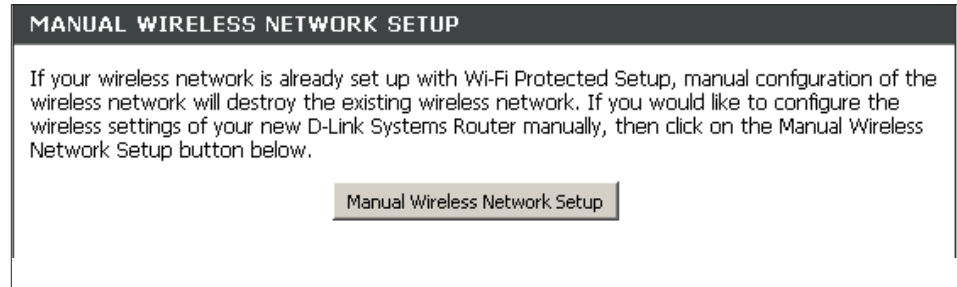 MANUAL WIRELESS NETWORK SETUP
If your wireless network is already set up with Wi-Fi Protected Setup, manual confguration of the
wireless network will destroy the existing wireless network. If you would like to configure the
wireless settings of your new D-Link Systems Router manually, then click on the Manual Wireless
Network Setup button below.
Manual Wireless Network Setup